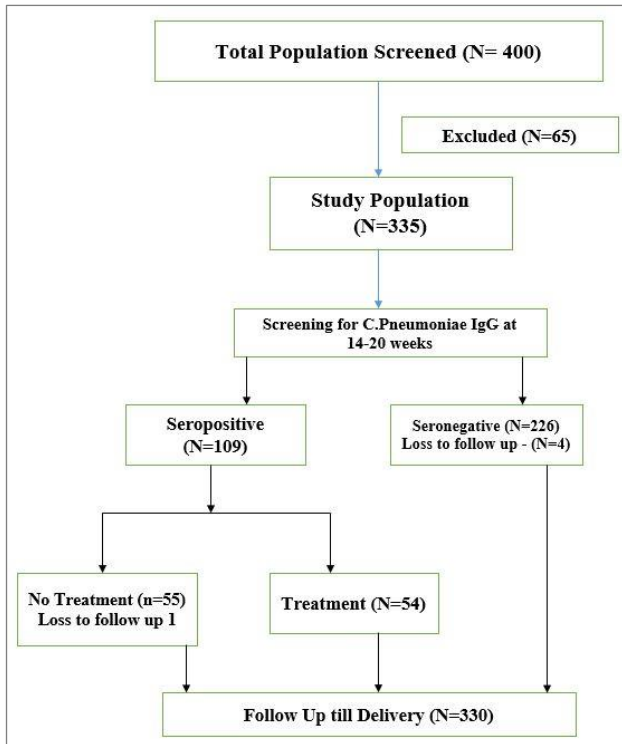 Total Population Screened (N= 400)
Excluded (N=65)
Study Population
(N=335)
Screening for C.Pneumoniae IgG at
14-20 weeks
Seropositive
(N=109)
Seronegative (N=226)
Loss to follow up - (N=4)
No Treatment (n=55)
Loss to follow up 1
Treatment (N=54)
Follow Up till Delivery (N=330)